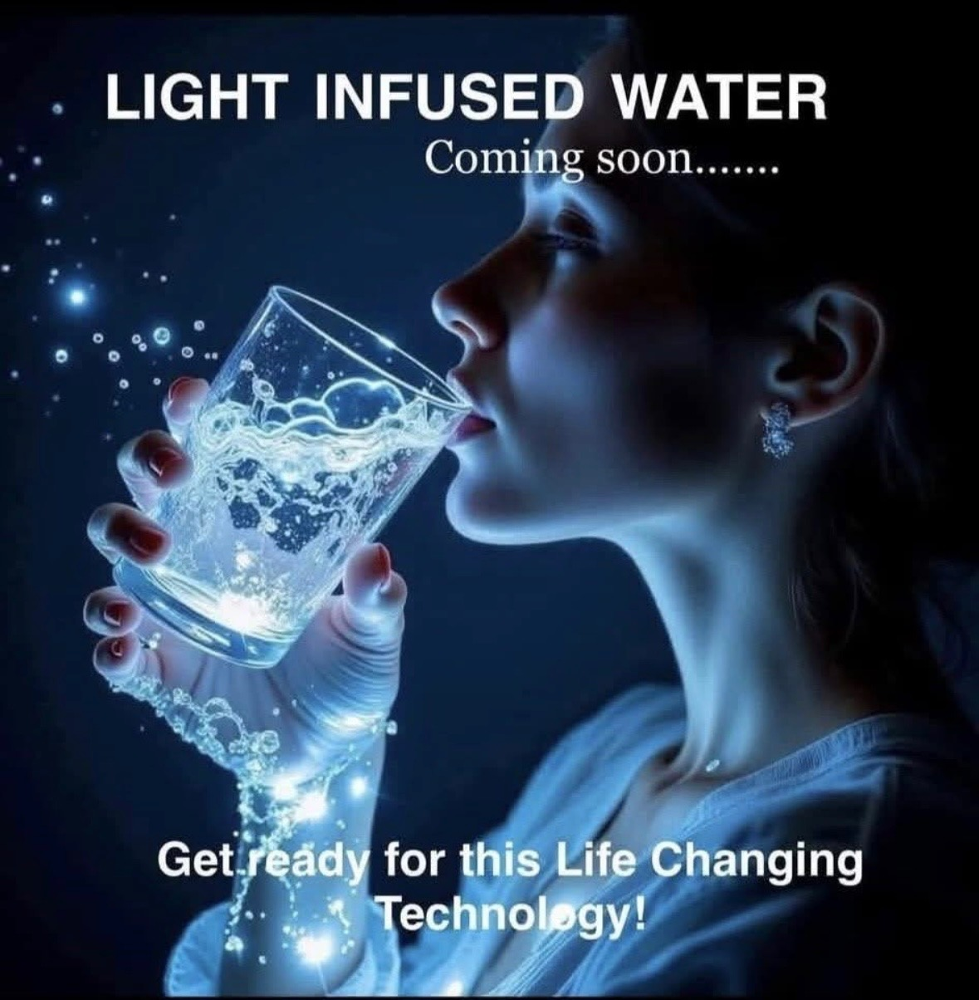 LIGHT INFUSED WATER
Coming soon.......
Get ready for this Life Changing
Technology!